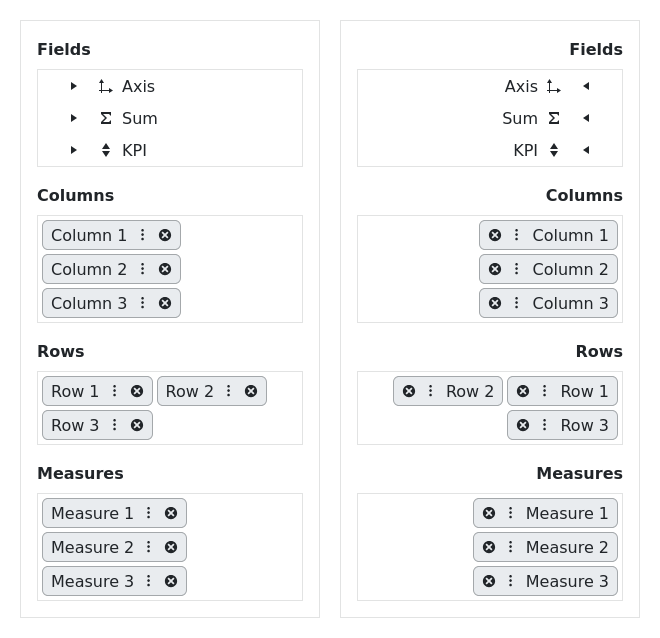 Fields
Axis
Sum
KPI
Columns
Column 1
Column 2
Column 3
Rows
Row 1 Row 2
Row 3
Measures
Measure 1
Measure 2
Measure 3
Fields
Axis
Sum
KPI
Columns
Column 1
Column 2
Column 3
Rows
Row 2 Row 1
Row 3
Measures
Measure 1
Measure 2
Measure 3